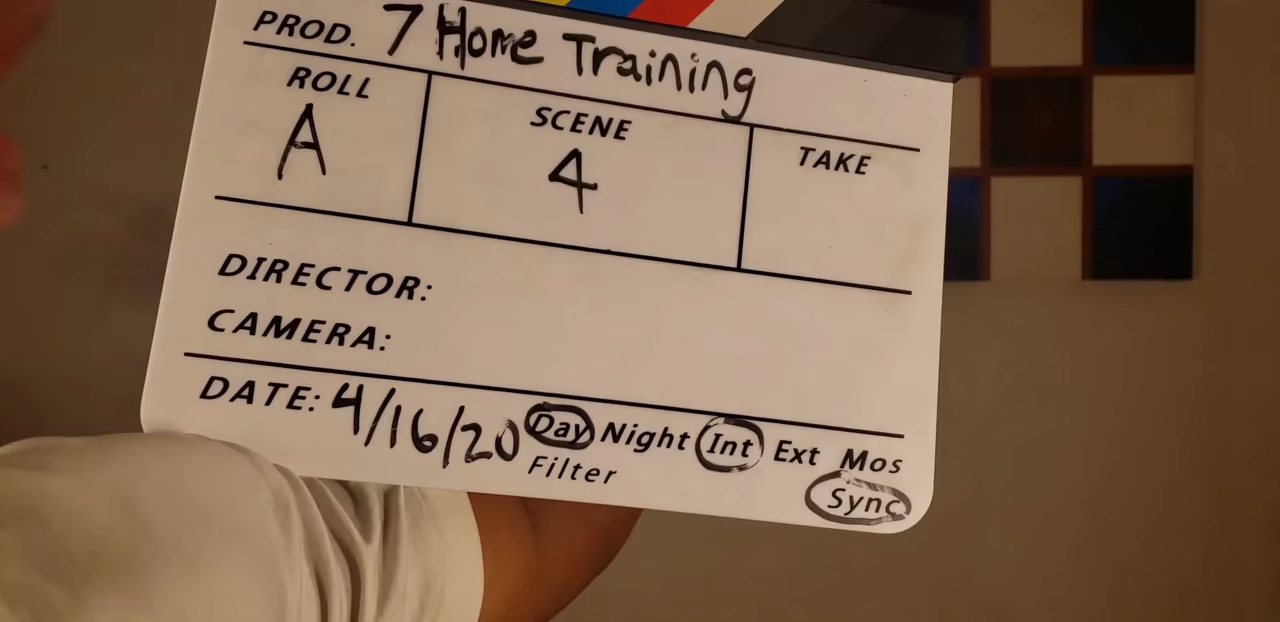 PROD. 7 Home Training
ROLL SCENE TAKE
A 4
DIRECTOR:
CAMERA:
DATE: 4/16/20 Day Night Int Ext Mos
Filter Sync